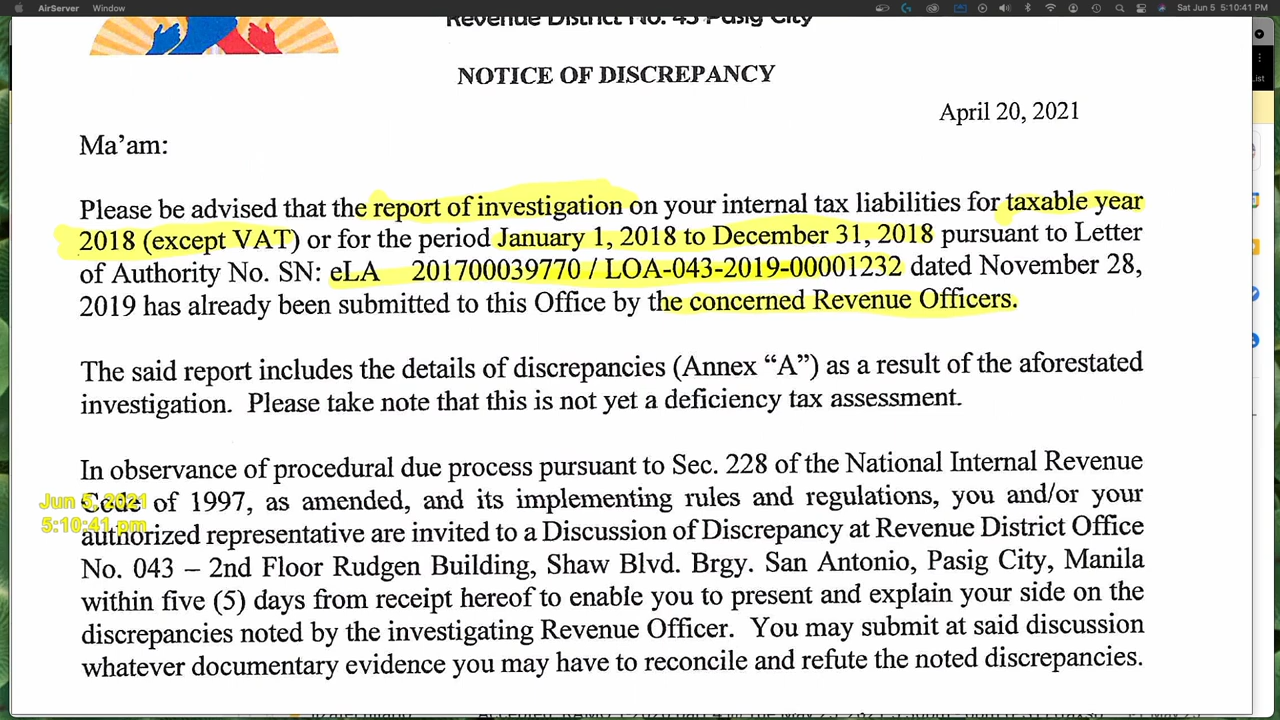 AirServer Window Sat Jun 5 5:10:41 PM
Revenue District No. 43 Pasig City
NOTICE OF DISCREPANCY
April 20, 2021
Ma’am:
Please be advised that the report of investigation on your internal tax liabilities for taxable year
2018 (except VAT) or for the period January 1, 2018 to December 31, 2018 pursuant to Letter
of Authority No. SN: eLA 201700039770 / LOA-043-2019-00001232 dated November 28,
2019 has already been submitted to this Office by the concerned Revenue Officers.
The said report includes the details of discrepancies (Annex “A”) as a result of the aforestated
investigation. Please take note that this is not yet a deficiency tax assessment.
In observance of procedural due process pursuant to Sec. 228 of the National Internal Revenue
Code of 1997, as amended, and its implementing rules and regulations, you and/or your
Jun 5, 2021
5:10:41 pm
authorized representative are invited to a Discussion of Discrepancy at Revenue District Office
No. 043 – 2nd Floor Rudgen Building, Shaw Blvd. Brgy. San Antonio, Pasig City, Manila
within five (5) days from receipt hereof to enable you to present and explain your side on the
discrepancies noted by the investigating Revenue Officer. You may submit at said discussion
whatever documentary evidence you may have to reconcile and refute the noted discrepancies.